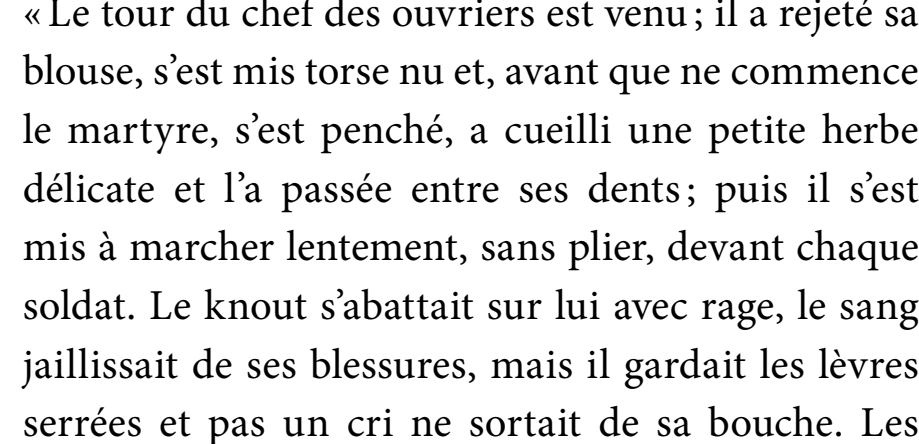 « Le tour du chef des ouvriers est venu ; il a rejeté sa
blouse, s’est mis torse nu et, avant que ne commence
le martyre, s’est penché, a cueilli une petite herbe
délicate et l’a passée entre ses dents ; puis il s’est
mis à marcher lentement, sans plier, devant chaque
soldat. Le knout s’abattait sur lui avec rage, le sang
jaillissait de ses blessures, mais il gardait les lèvres
serrées et pas un cri ne sortait de sa bouche. Les